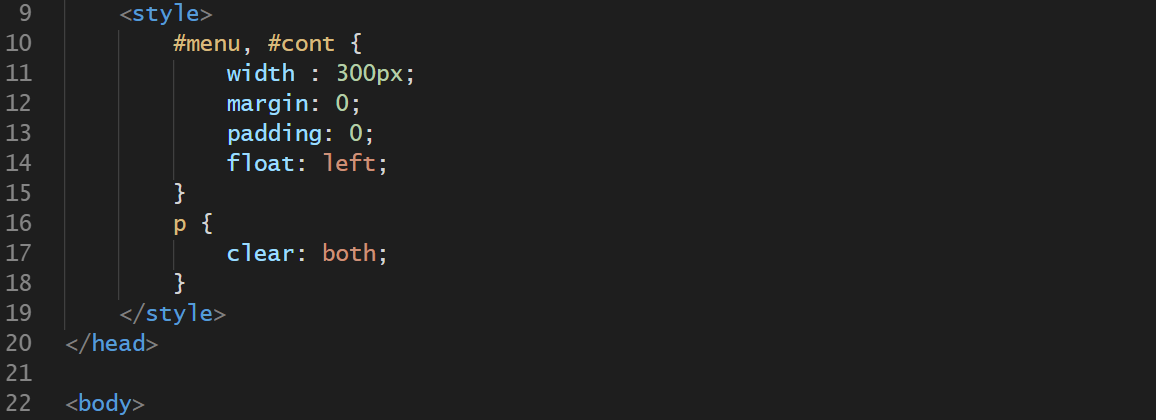 9 <style>
10 #menu, #cont {
11 width : 300px;
12 margin: 0;
13 padding: 0;
14 float: left;
15 }
16 p {
17 clear: both;
18 }
19 </style>
20 </head>
21
22 <body>